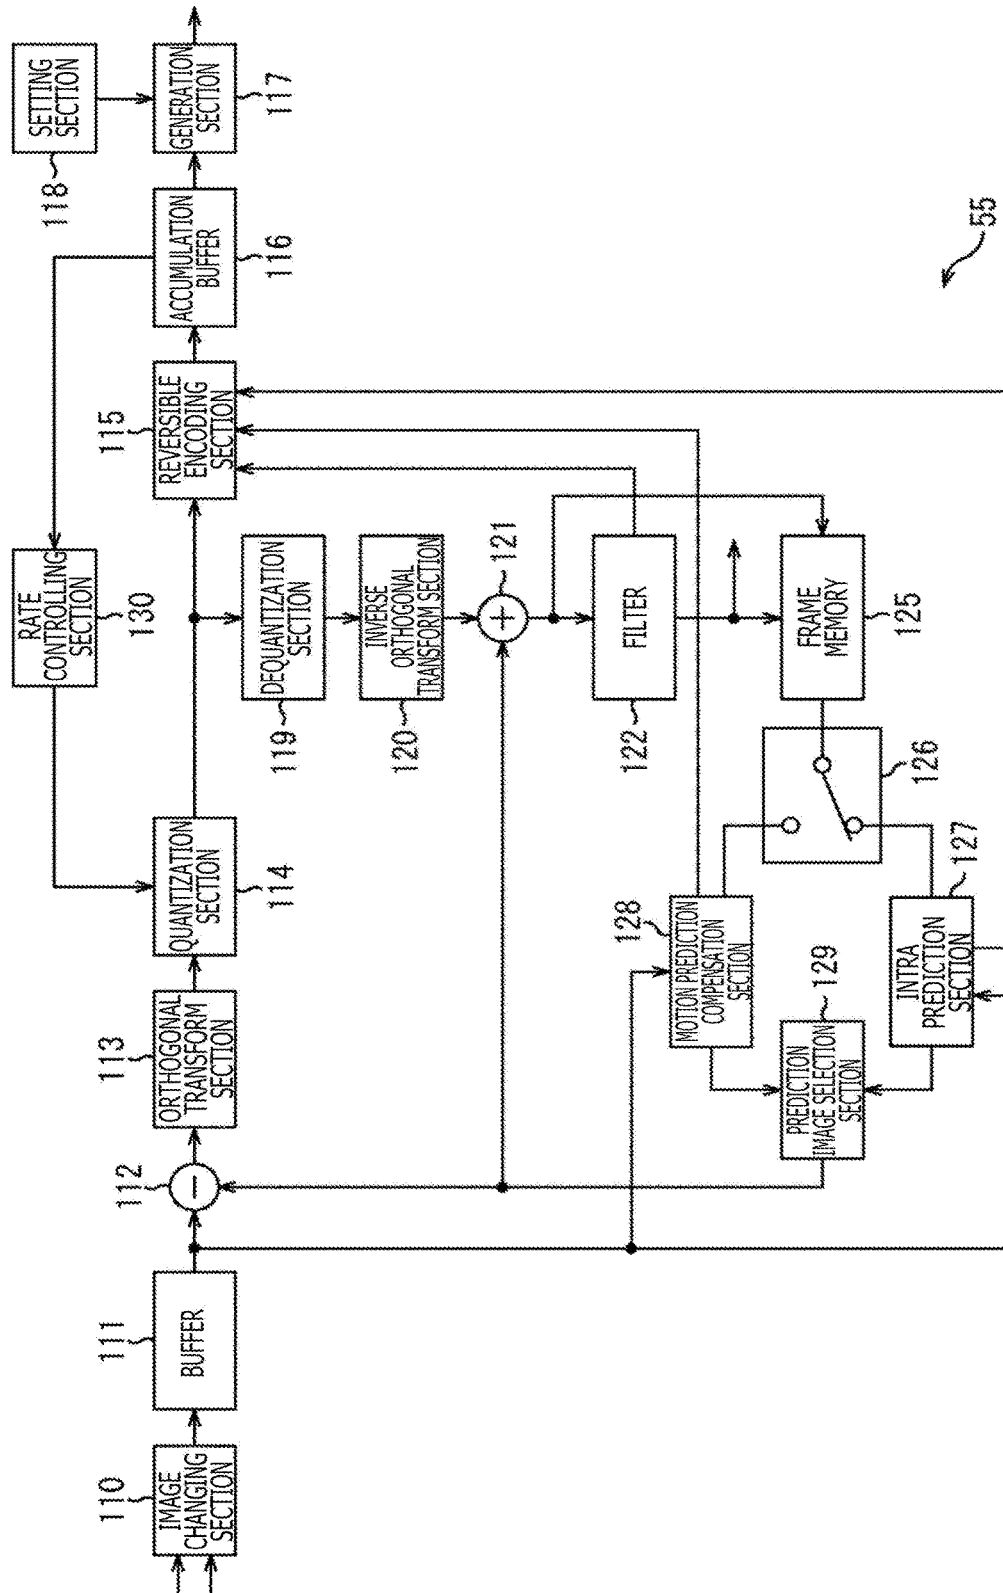 110
IMAGE
CHANGING
SECTION
111
BUFFER
112
−
113
ORTHOGONAL
TRANSFORM
SECTION
QUANTIZATION
SECTION
114
RATE
CONTROLLING
SECTION
130
115
REVERSIBLE
ENCODING
SECTION
ACCUMULATION
BUFFER
116
SETTING
SECTION
118
GENERATION
SECTION
117
DEQUANTIZATION
SECTION
119
INVERSE
ORTHOGONAL
TRANSFORM SECTION
120
+
121
FILTER
122
FRAME
MEMORY
125
126
128
MOTION PREDICTION
COMPENSATION
SECTION
127
INTRA
PREDICTION
SECTION
129
PREDICTION
IMAGE SELECTION
SECTION
55